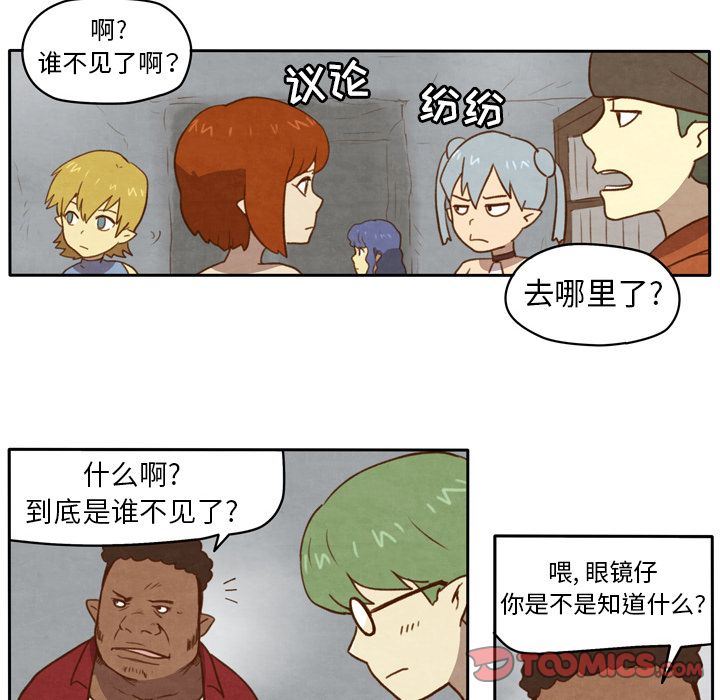 啊?
谁不见了啊?
议论
纷纷
去哪里了?
什么啊?
到底是谁不见了?
喂, 眼镜仔
你是不是知道什么?
TOOMICS.COM